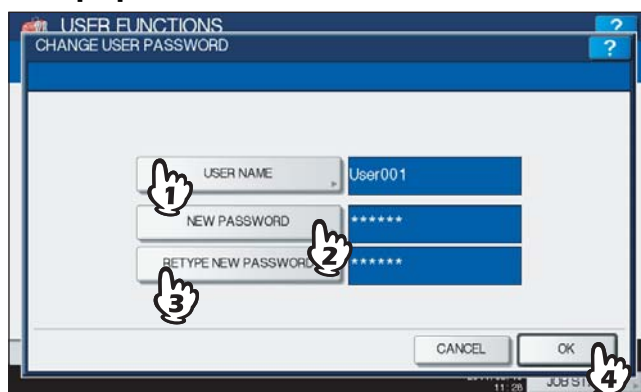 USER FUNCTIONS ?
CHANGE USER PASSWORD ?
USER NAME User001
1
NEW PASSWORD ******
2
RETYPE NEW PASSWORD ******
3
CANCEL OK
4
11:28 JOB ST